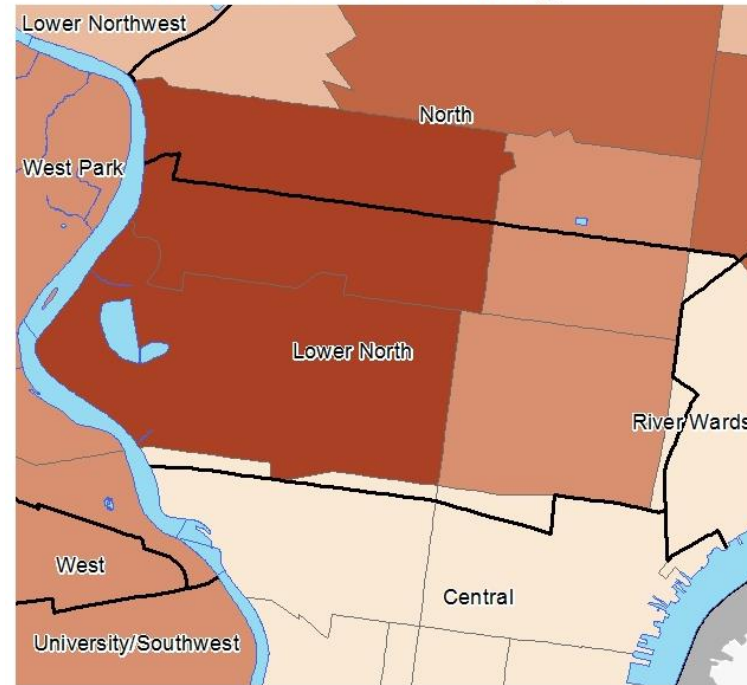 Lower Northwest
North
West Park
Lower North
River Wards
West
Central
University/Southwest